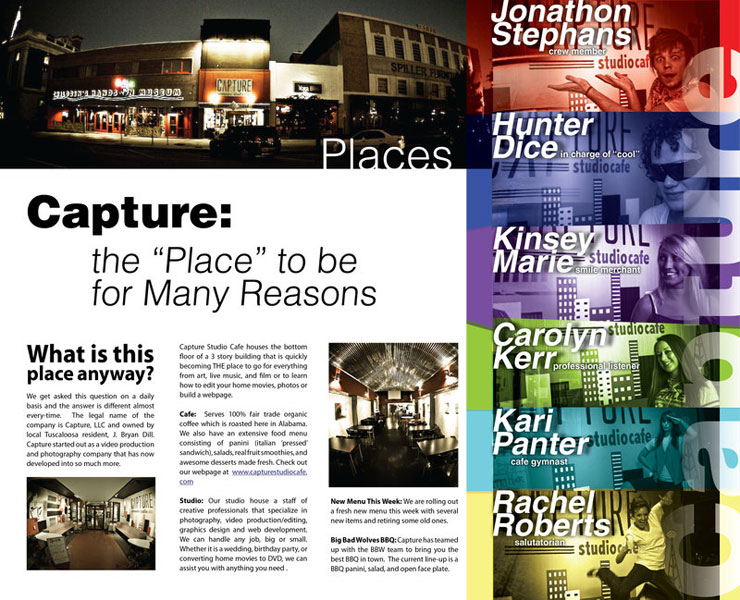 CHILDREN'S HANDS-ON MUSEUM
CAPTURE
SPILLER FURNITURE
Places
Capture:
the “Place” to be
for Many Reasons
What is this
place anyway?
We get asked this question on a daily
basis and the answer is different almost
every-time. The legal name of the
company is Capture, LLC and owned by
local Tuscaloosa resident, J. Bryan Dill.
Capture started out as a video production
and photography company that has now
developed into so much more.
Capture Studio Cafe houses the bottom
floor of a 3 story building that is quickly
becoming THE place to go for everything
from art, live music, and film or to learn
how to edit your home movies, photos or
build a webpage.
Cafe: Serves 100% fair trade organic
coffee which is roasted here in Alabama.
We also have an extensive food menu
consisting of panini (italian ‘pressed’
sandwich), salads, real fruit smoothies, and
awesome desserts made fresh. Check out
our webpage at www.capturestudiocafe.
com
Studio: Our studio house a staff of
creative professionals that specialize in
photography, video production/editing,
graphics design and web development.
We can handle any job, big or small.
Whether it is a wedding, birthday party, or
converting home movies to DVD, we can
assist you with anything you need .
New Menu This Week: We are rolling out
a fresh new menu this week with several
new items and retiring some old ones.
Big Bad Wolves BBQ: Capture has teamed
up with the BBW team to bring you the
best BBQ in town. The current line-up is a
BBQ panini, salad, and open face plate.
Jonathon
Stephans
crew member
studiocafe
Hunter
Dice in charge of “cool”
studiocafe
Kinsey
Marie smile merchant
studiocafe
Carolyn
Kerr professional listener
studiocafe
Kari
Panter
cafe gymnast
studiocafe
Rachel
Roberts
salutatorian
studiocafe
capture